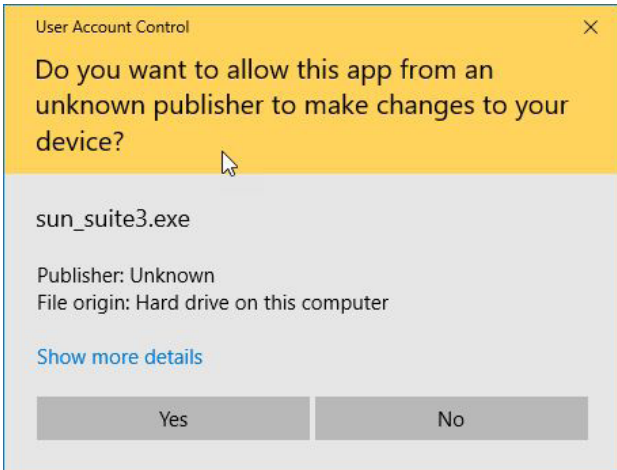 User Account Control
Do you want to allow this app from an
unknown publisher to make changes to your
device?
sun_suite3.exe
Publisher: Unknown
File origin: Hard drive on this computer
Show more details
Yes
No